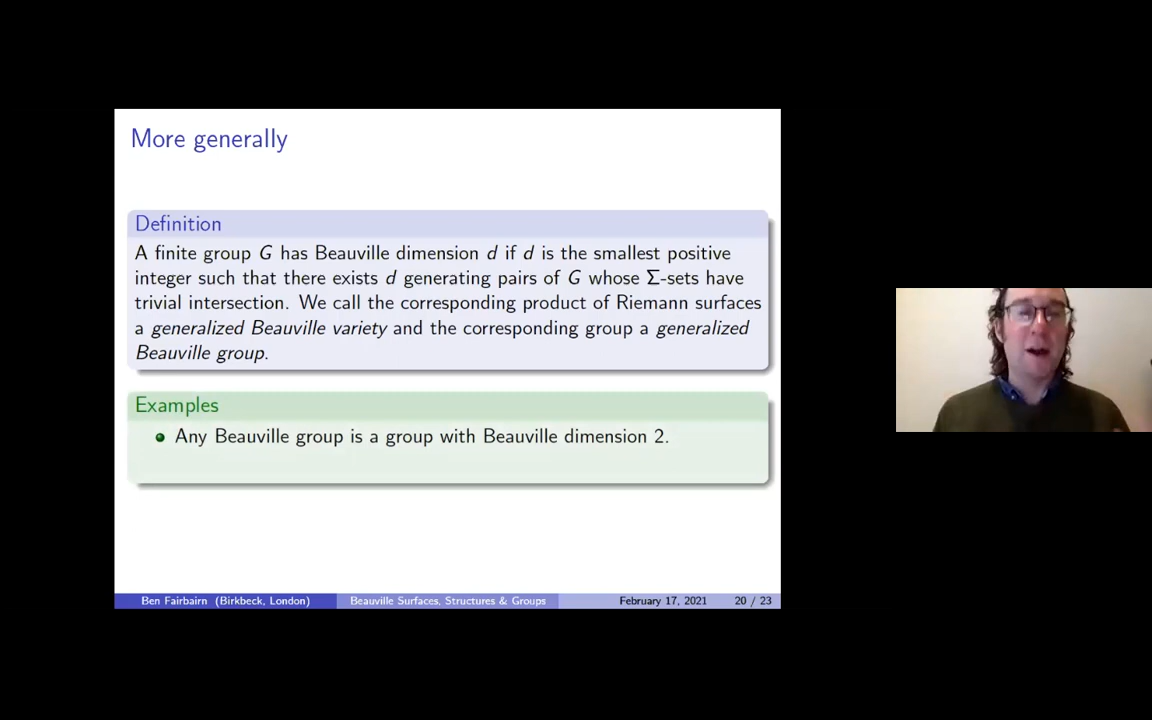 More generally
Definition
A finite group G has Beauville dimension d if d is the smallest positive
integer such that there exists d generating pairs of G whose Σ-sets have
trivial intersection. We call the corresponding product of Riemann surfaces
a generalized Beauville variety and the corresponding group a generalized
Beauville group.
Examples
Any Beauville group is a group with Beauville dimension 2.
Ben Fairbairn (Birkbeck, London) Beauville Surfaces, Structures & Groups February 17, 2021 20 / 23